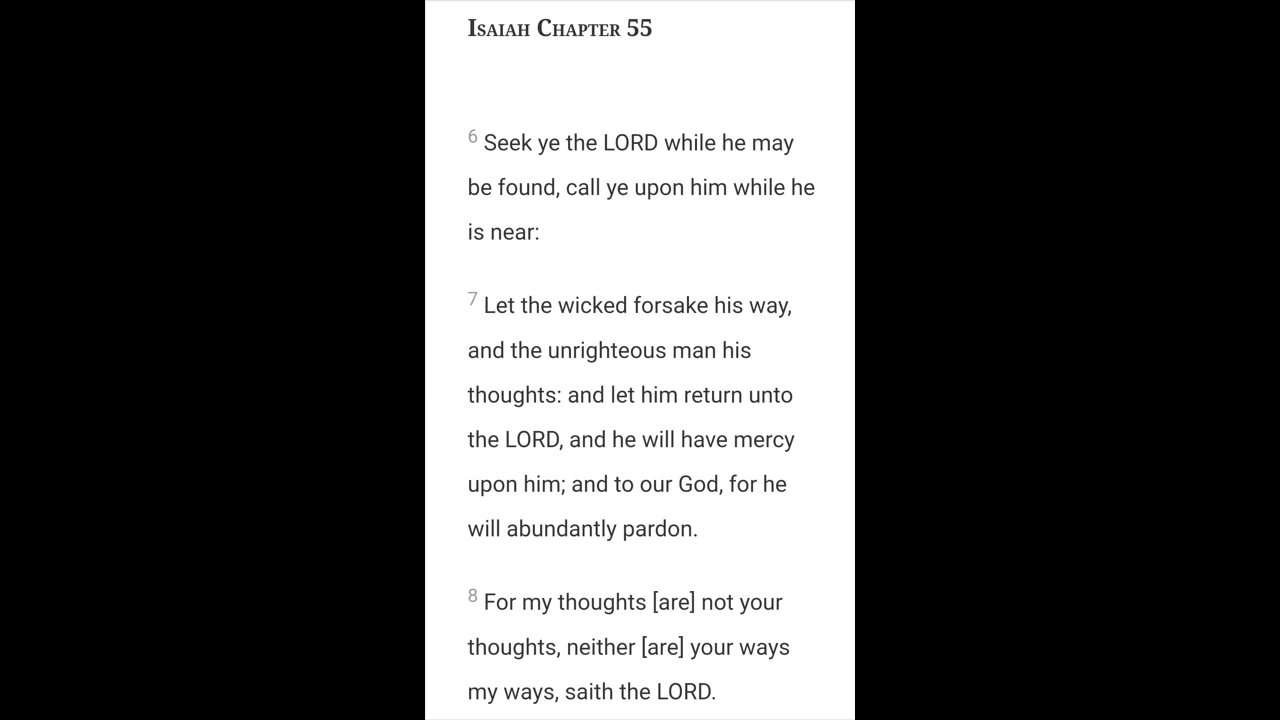 Isaiah Chapter 55
6 Seek ye the LORD while he may
be found, call ye upon him while he
is near:
7 Let the wicked forsake his way,
and the unrighteous man his
thoughts: and let him return unto
the LORD, and he will have mercy
upon him; and to our God, for he
will abundantly pardon.
8 For my thoughts [are] not your
thoughts, neither [are] your ways
my ways, saith the LORD.